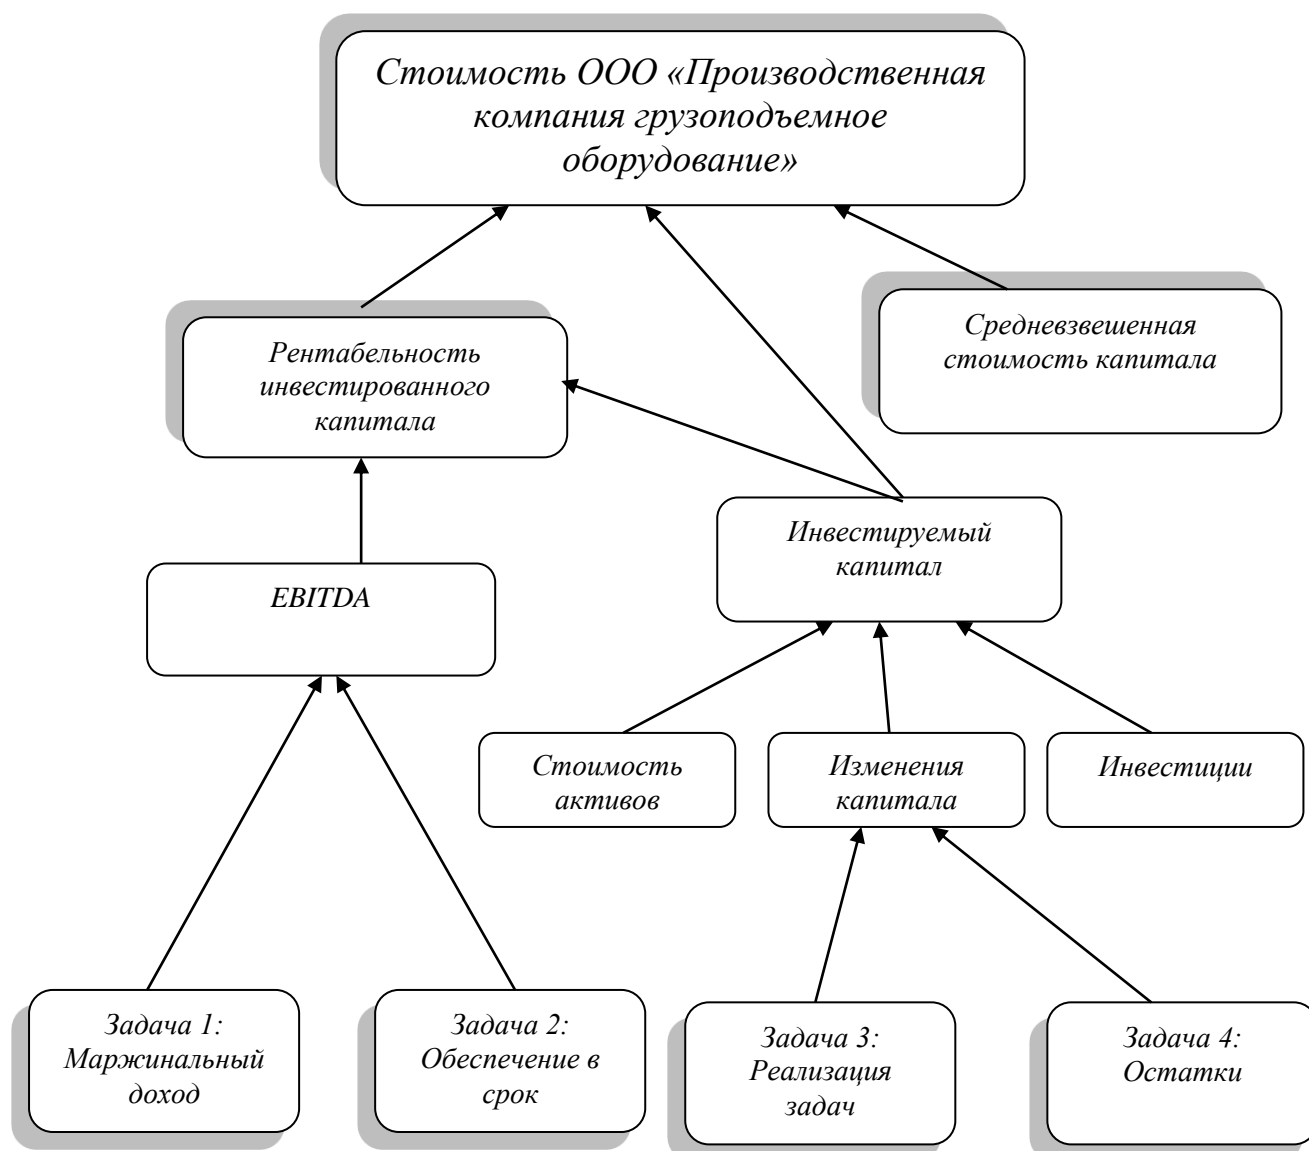 Стоимость ООО «Производственная
компания грузоподъемное
оборудование»
Средневзвешенная
стоимость капитала
Рентабельность
инвестированного
капитала
Инвестируемый
капитал
EBITDA
Стоимость
активов
Изменения
капитала
Инвестиции
Задача 1:
Маржинальный
доход
Задача 2:
Обеспечение в
срок
Задача 3:
Реализация
задач
Задача 4:
Остатки